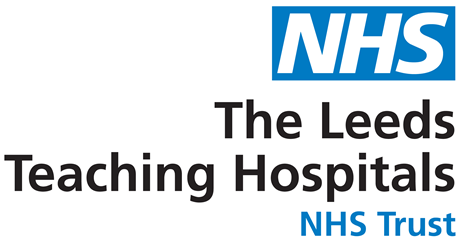 NHS
The Leeds
Teaching Hospitals
NHS Trust